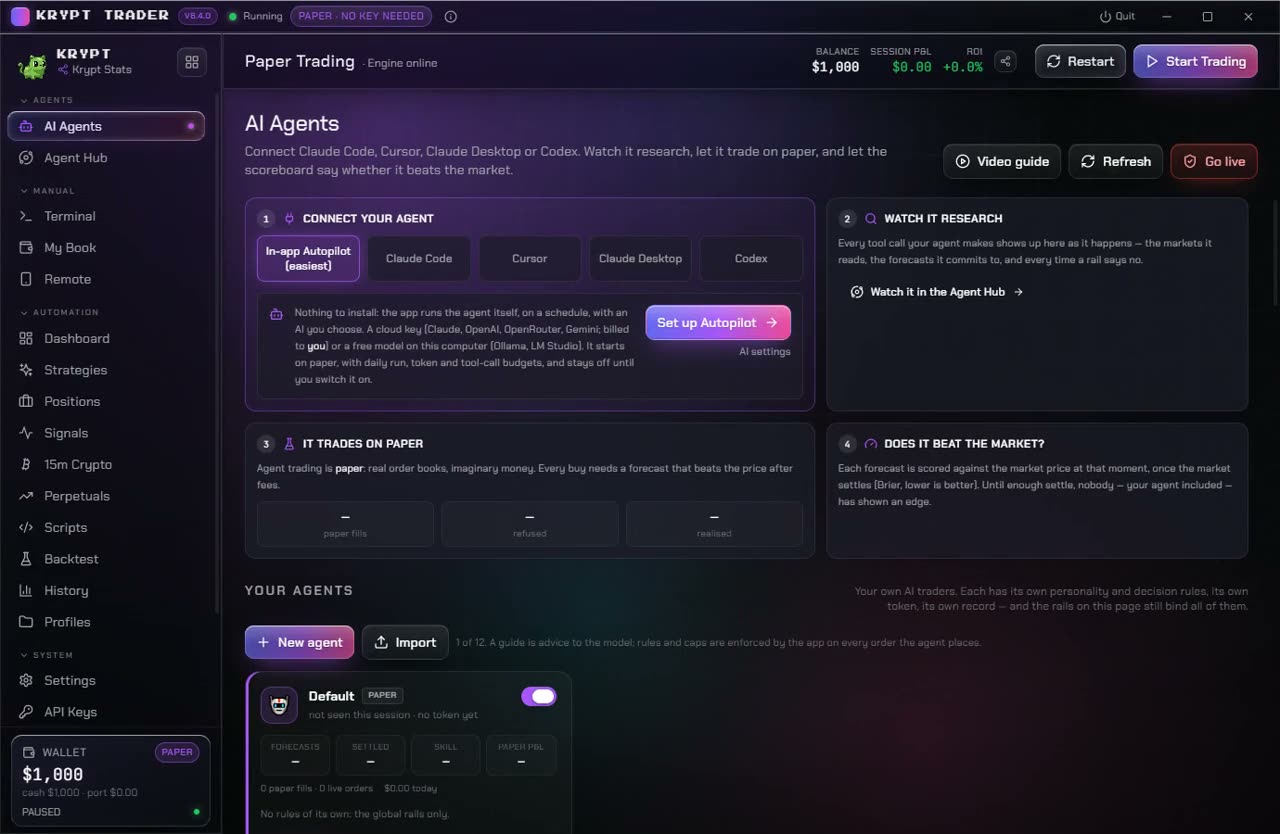 KRYPT TRADER V8.4.0 Running PAPER · NO KEY NEEDED Quit
KRYPT
Krypt Stats
AGENTS
AI Agents
Agent Hub
MANUAL
Terminal
My Book
Remote
AUTOMATION
Dashboard
Strategies
Positions
Signals
15m Crypto
Perpetuals
Scripts
Backtest
History
Profiles
SYSTEM
Settings
API Keys
WALLET PAPER
$1,000
cash $1,000 · port $0.00
PAUSED
Paper Trading · Engine online
BALANCE SESSION P&L ROI
$1,000 $0.00 +0.0%
Restart
Start Trading
AI Agents
Connect Claude Code, Cursor, Claude Desktop or Codex. Watch it research, let it trade on paper, and let the
scoreboard say whether it beats the market.
Video guide
Refresh
Go live
1 CONNECT YOUR AGENT
In-app Autopilot
(easiest)
Claude Code
Cursor
Claude Desktop
Codex
Nothing to install: the app runs the agent itself, on a schedule, with an
AI you choose. A cloud key (Claude, OpenAI, OpenRouter, Gemini; billed
to you) or a free model on this computer (Ollama, LM Studio). It starts
on paper, with daily run, token and tool-call budgets, and stays off until
you switch it on.
Set up Autopilot →
AI settings
2 WATCH IT RESEARCH
Every tool call your agent makes shows up here as it happens — the markets it
reads, the forecasts it commits to, and every time a rail says no.
Watch it in the Agent Hub →
3 IT TRADES ON PAPER
Agent trading is paper: real order books, imaginary money. Every buy needs a forecast that beats the price after
fees.
– – –
paper fills refused realised
4 DOES IT BEAT THE MARKET?
Each forecast is scored against the market price at that moment, once the market
settles (Brier, lower is better). Until enough settle, nobody — your agent included —
has shown an edge.
YOUR AGENTS
Your own AI traders. Each has its own personality and decision rules, its own
token, its own record — and the rails on this page still bind all of them.
+ New agent
Import
1 of 12. A guide is advice to the model; rules and caps are enforced by the app on every order the agent places.
Default PAPER
not seen this session · no token yet
FORECASTS SETTLED SKILL PAPER P&L
– – – –
0 paper fills · 0 live orders $0.00 today
No rules of its own: the global rails only.